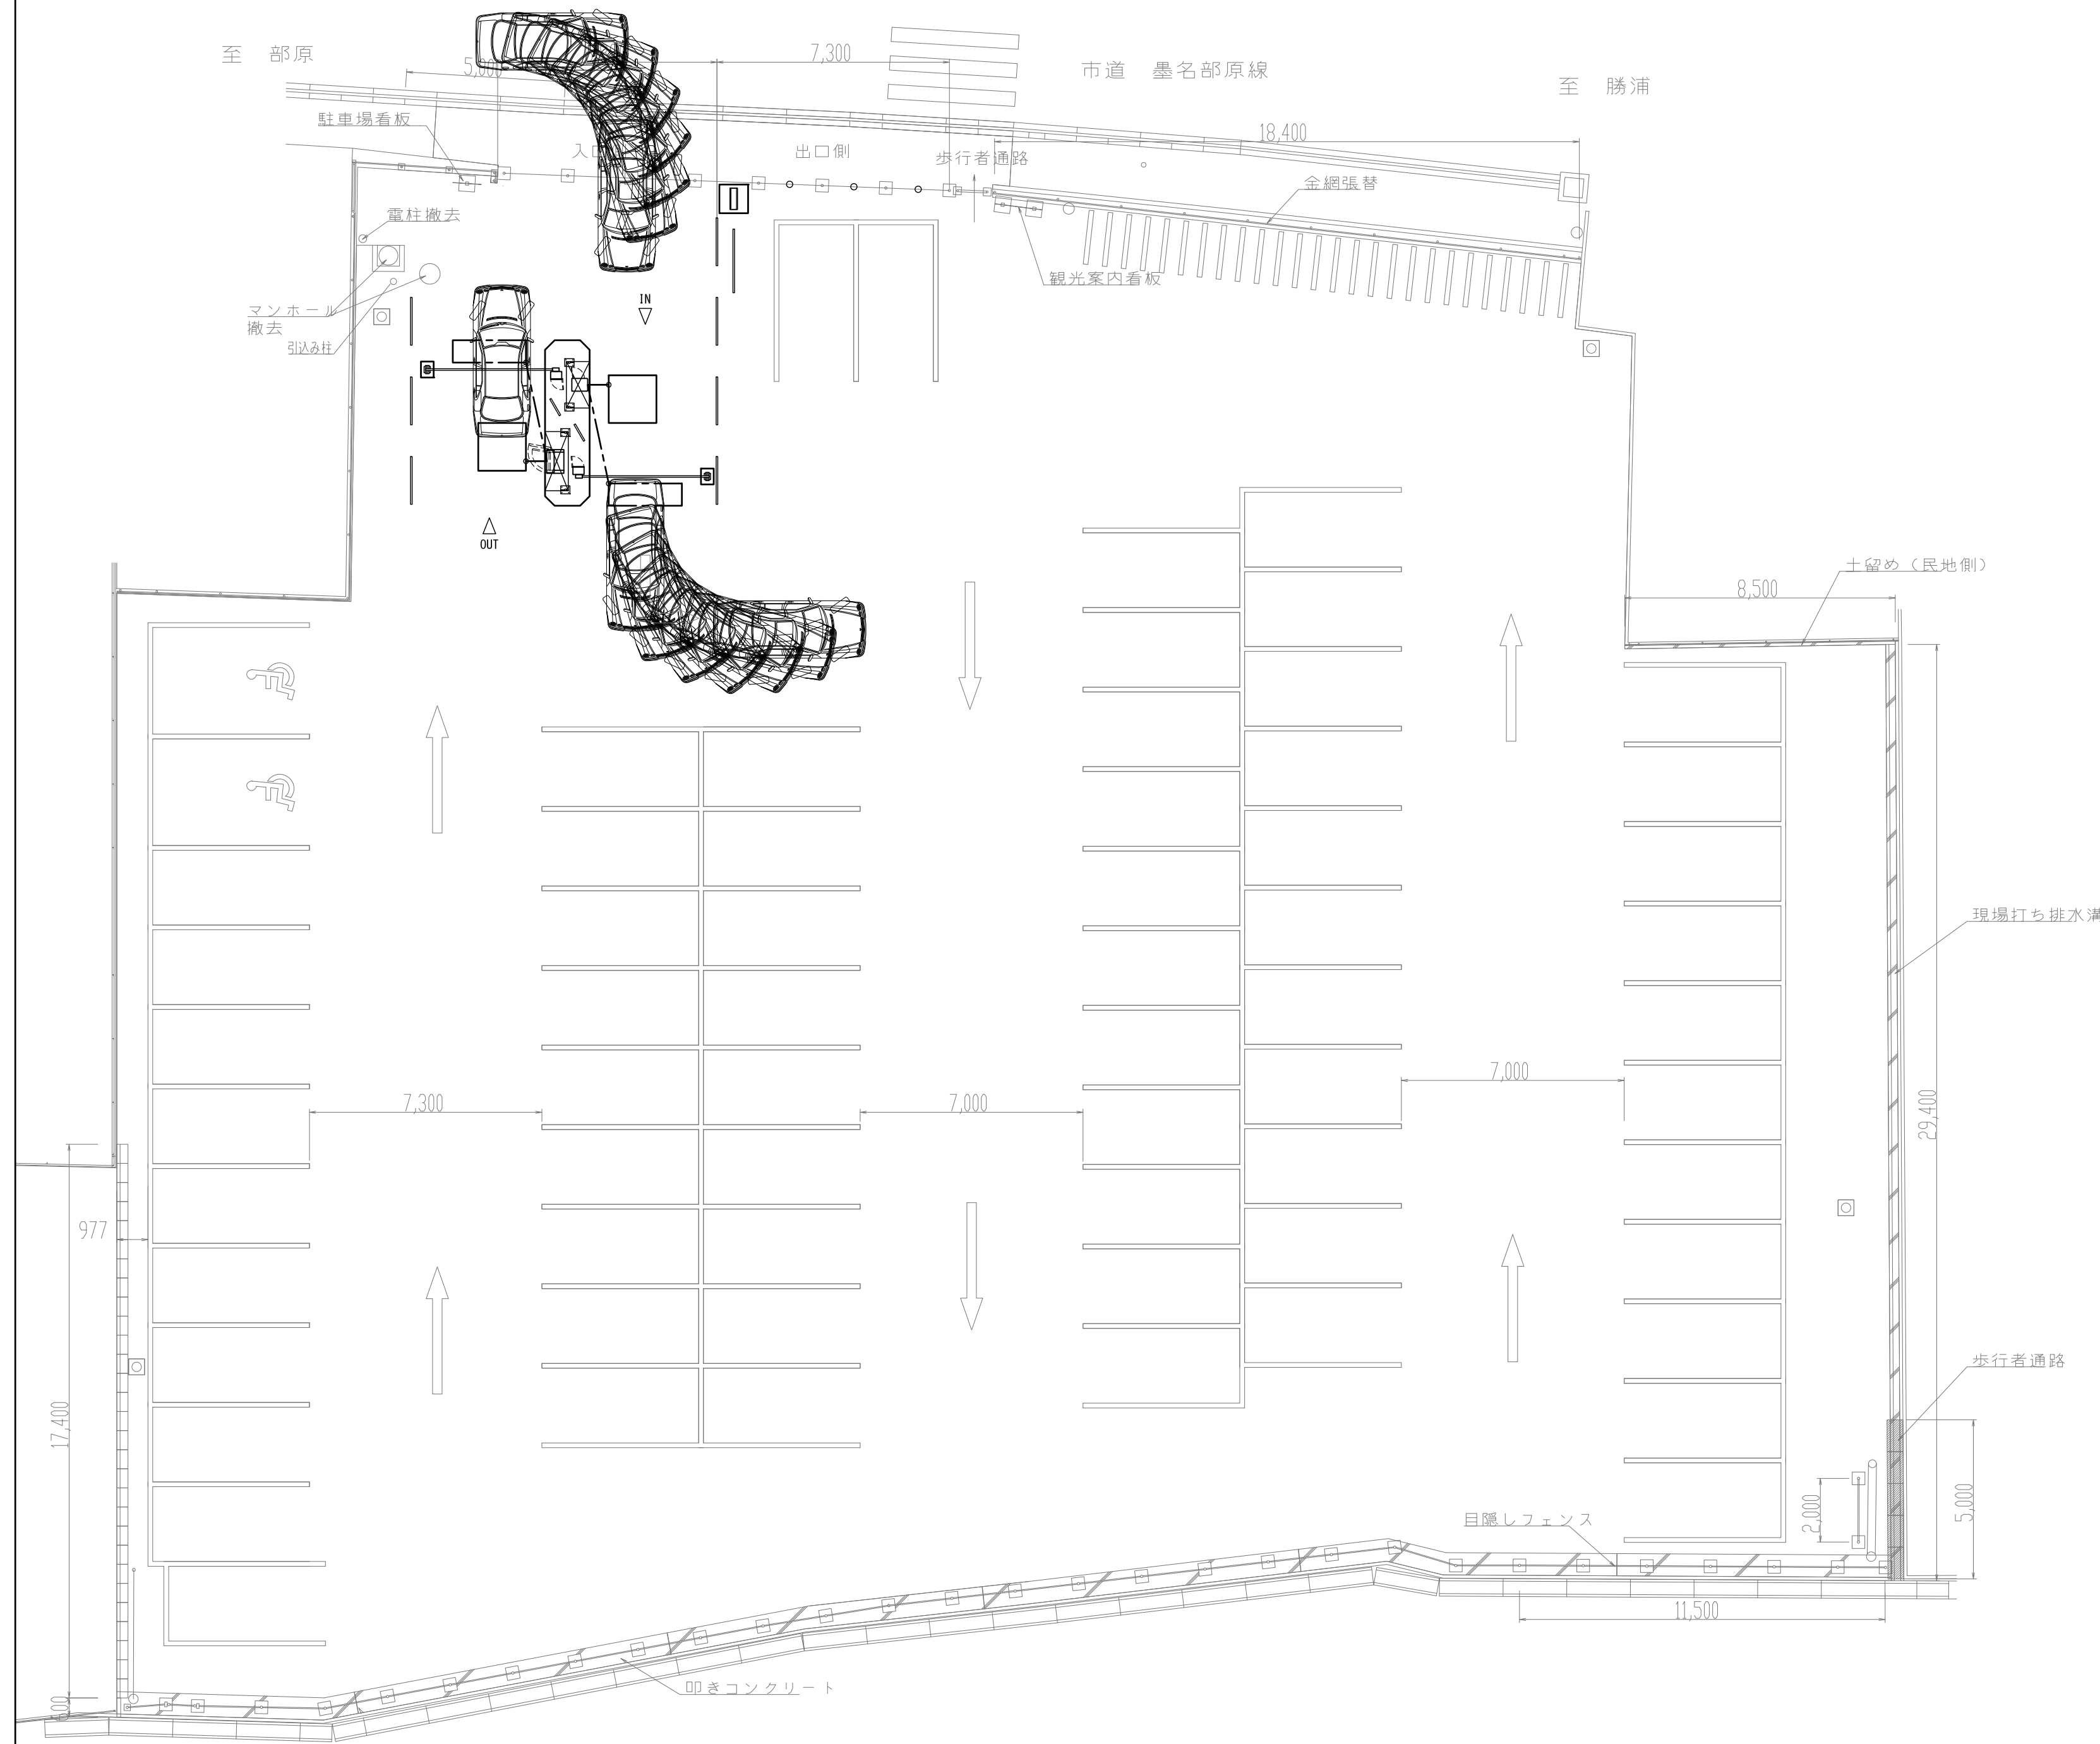 至 部原
7,300
市道 墨名部原線
至 勝浦
駐車場看板
18,400
出口側
歩行者通路
金網張替
電柱撤去
観光案内看板
マンホール
撤去
引込み柱
IN
OUT
土留め（民地側）
8,500
現場打ち排水溝
7,300
7,000
7,000
29,400
977
歩行者通路
17,400
2,000
5,000
目隠しフェンス
11,500
叩きコンクリート